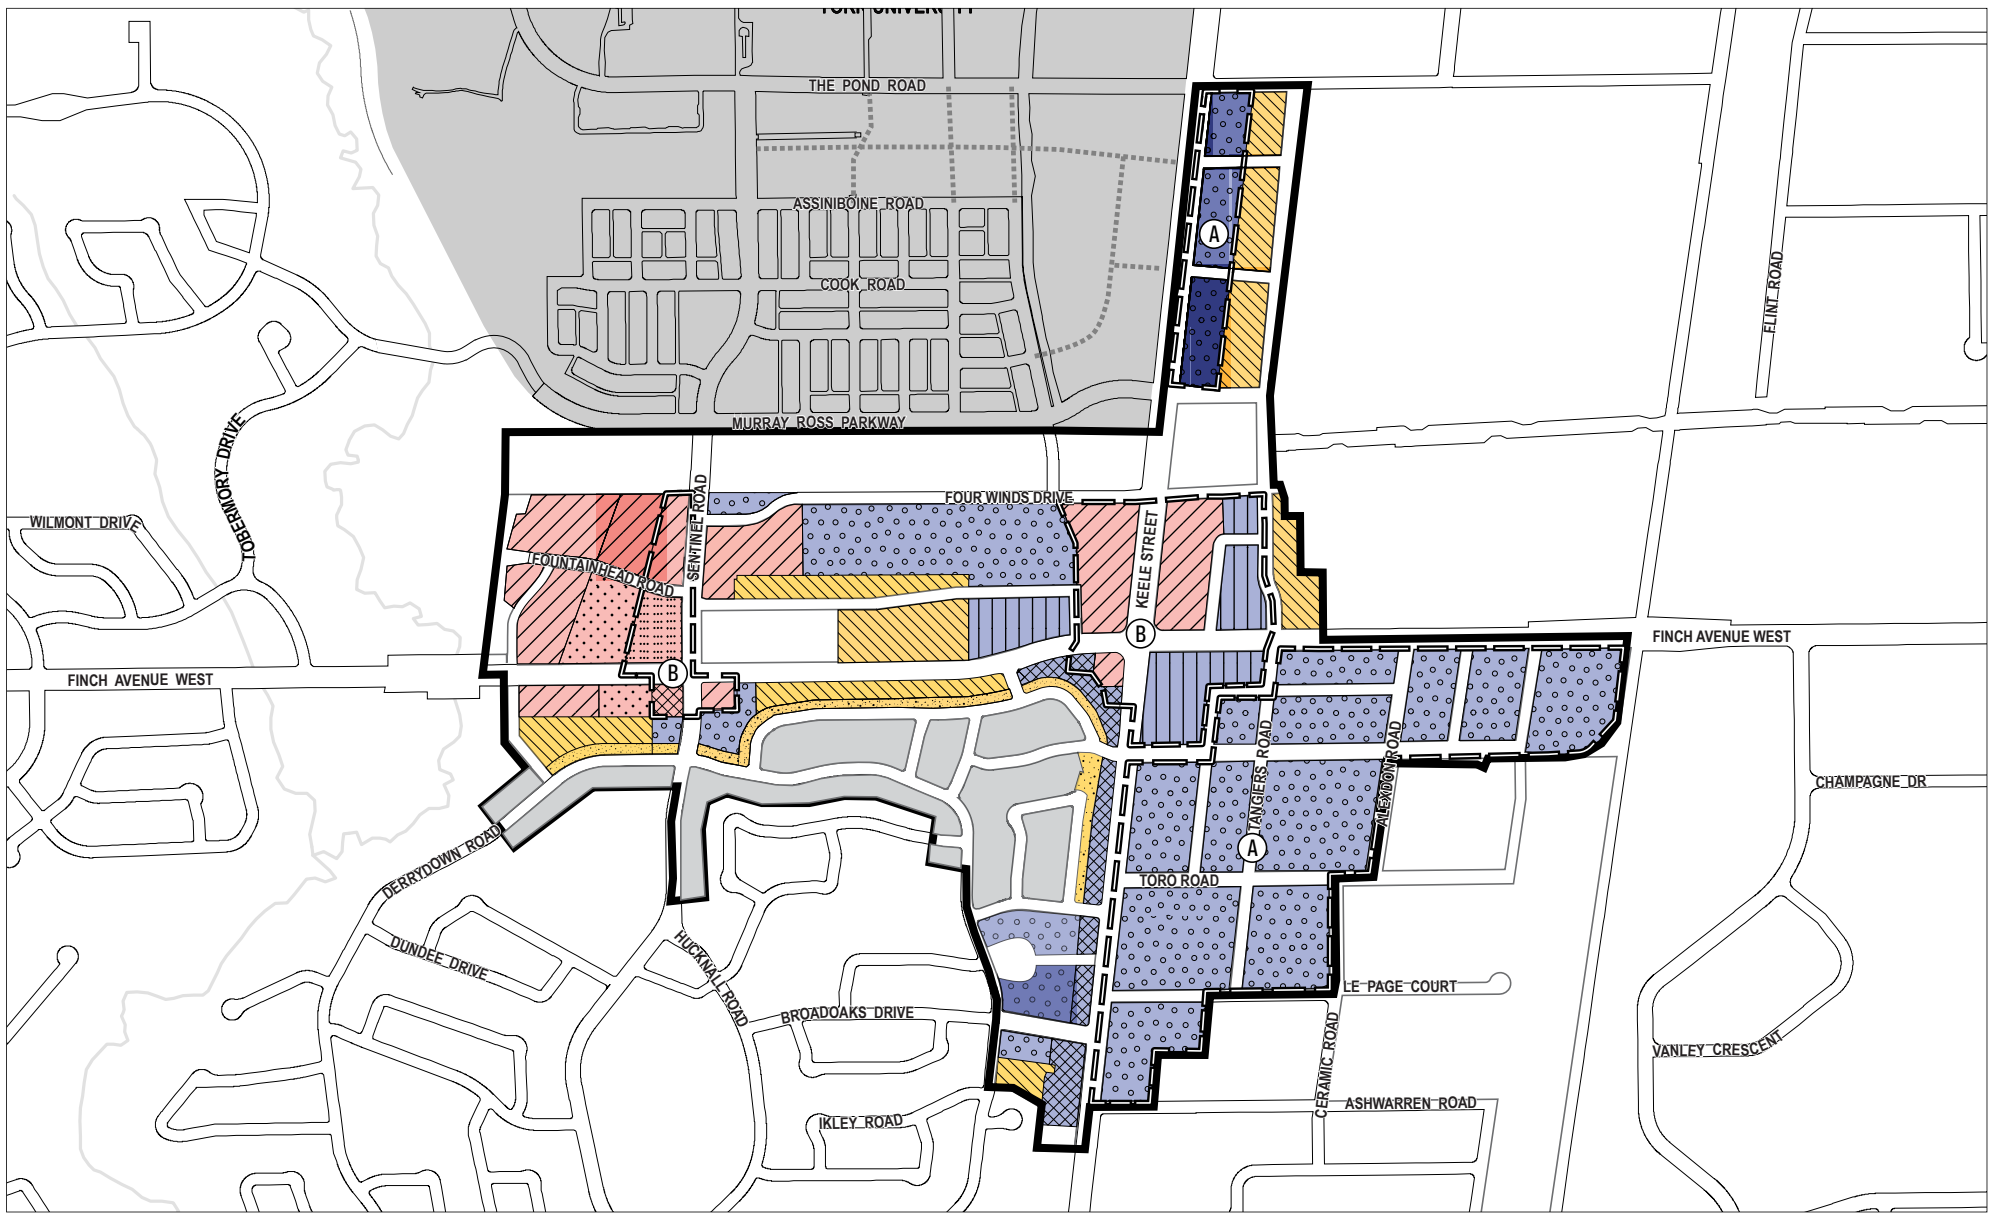 YORK UNIVERSITY
THE POND ROAD
ASSINIBOINE ROAD
A
COOK ROAD
FLINT ROAD
MURRAY ROSS PARKWAY
TOBERMORY DRIVE
SENTINEL ROAD
FOUR WINDS DRIVE
WILMONT DRIVE
KEELE STREET
FOUNTAINHEAD ROAD
B
FINCH AVENUE WEST
B
FINCH AVENUE WEST
TANGIERS ROAD
ALEXDON ROAD
CHAMPAGNE DR
DERRYDOWN ROAD
A
TORO ROAD
DUNDEE DRIVE
HUCKNALL ROAD
LE PAGE COURT
BROADOAKS DRIVE
CERAMIC ROAD
VANLEY CRESCENT
ASHWARREN ROAD
IKLEY ROAD